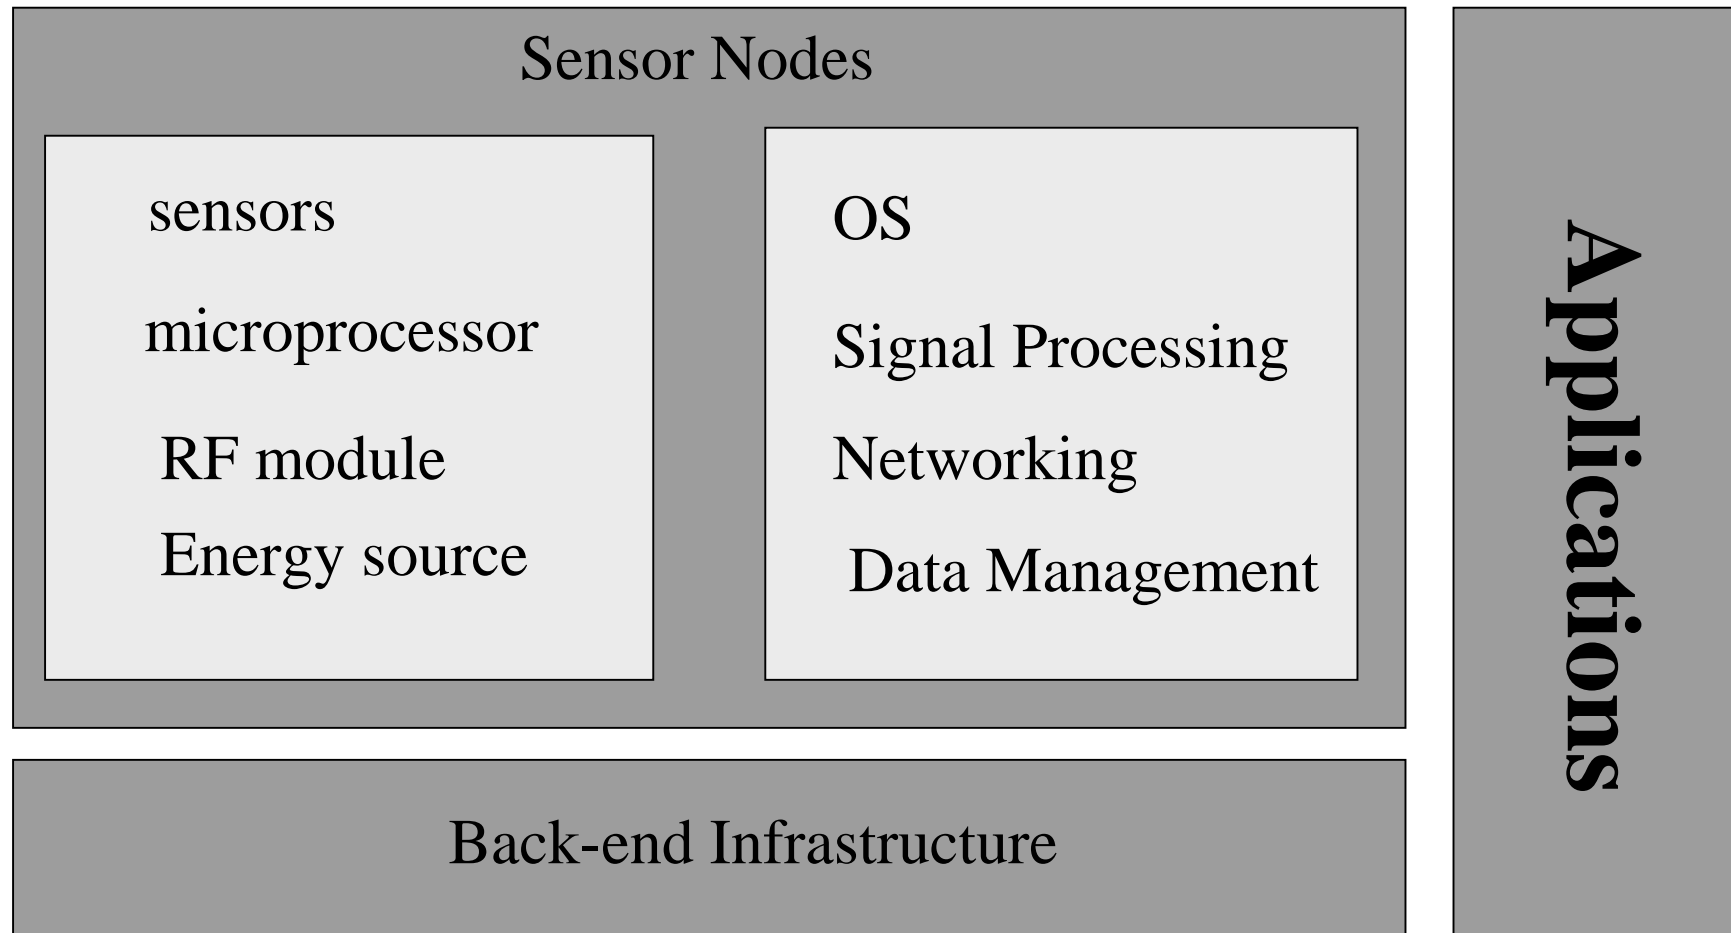 Sensor Nodes
sensors
microprocessor
RF module
Energy source
OS
Signal Processing
Networking
Data Management
Back-end Infrastructure
Applications